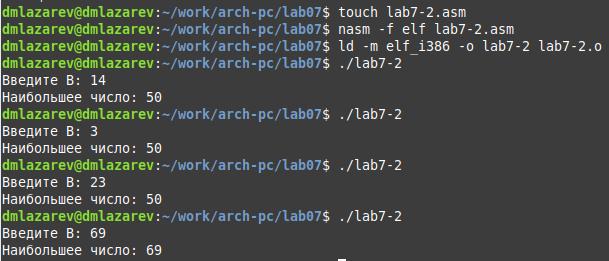 dmlazarev@dmlazarev:~/work/arch-pc/lab07$ touch lab7-2.asm
dmlazarev@dmlazarev:~/work/arch-pc/lab07$ nasm -f elf lab7-2.asm
dmlazarev@dmlazarev:~/work/arch-pc/lab07$ ld -m elf_i386 -o lab7-2 lab7-2.o
dmlazarev@dmlazarev:~/work/arch-pc/lab07$ ./lab7-2
Введите B: 14
Наибольшее число: 50
dmlazarev@dmlazarev:~/work/arch-pc/lab07$ ./lab7-2
Введите B: 3
Наибольшее число: 50
dmlazarev@dmlazarev:~/work/arch-pc/lab07$ ./lab7-2
Введите B: 23
Наибольшее число: 50
dmlazarev@dmlazarev:~/work/arch-pc/lab07$ ./lab7-2
Введите B: 69
Наибольшее число: 69